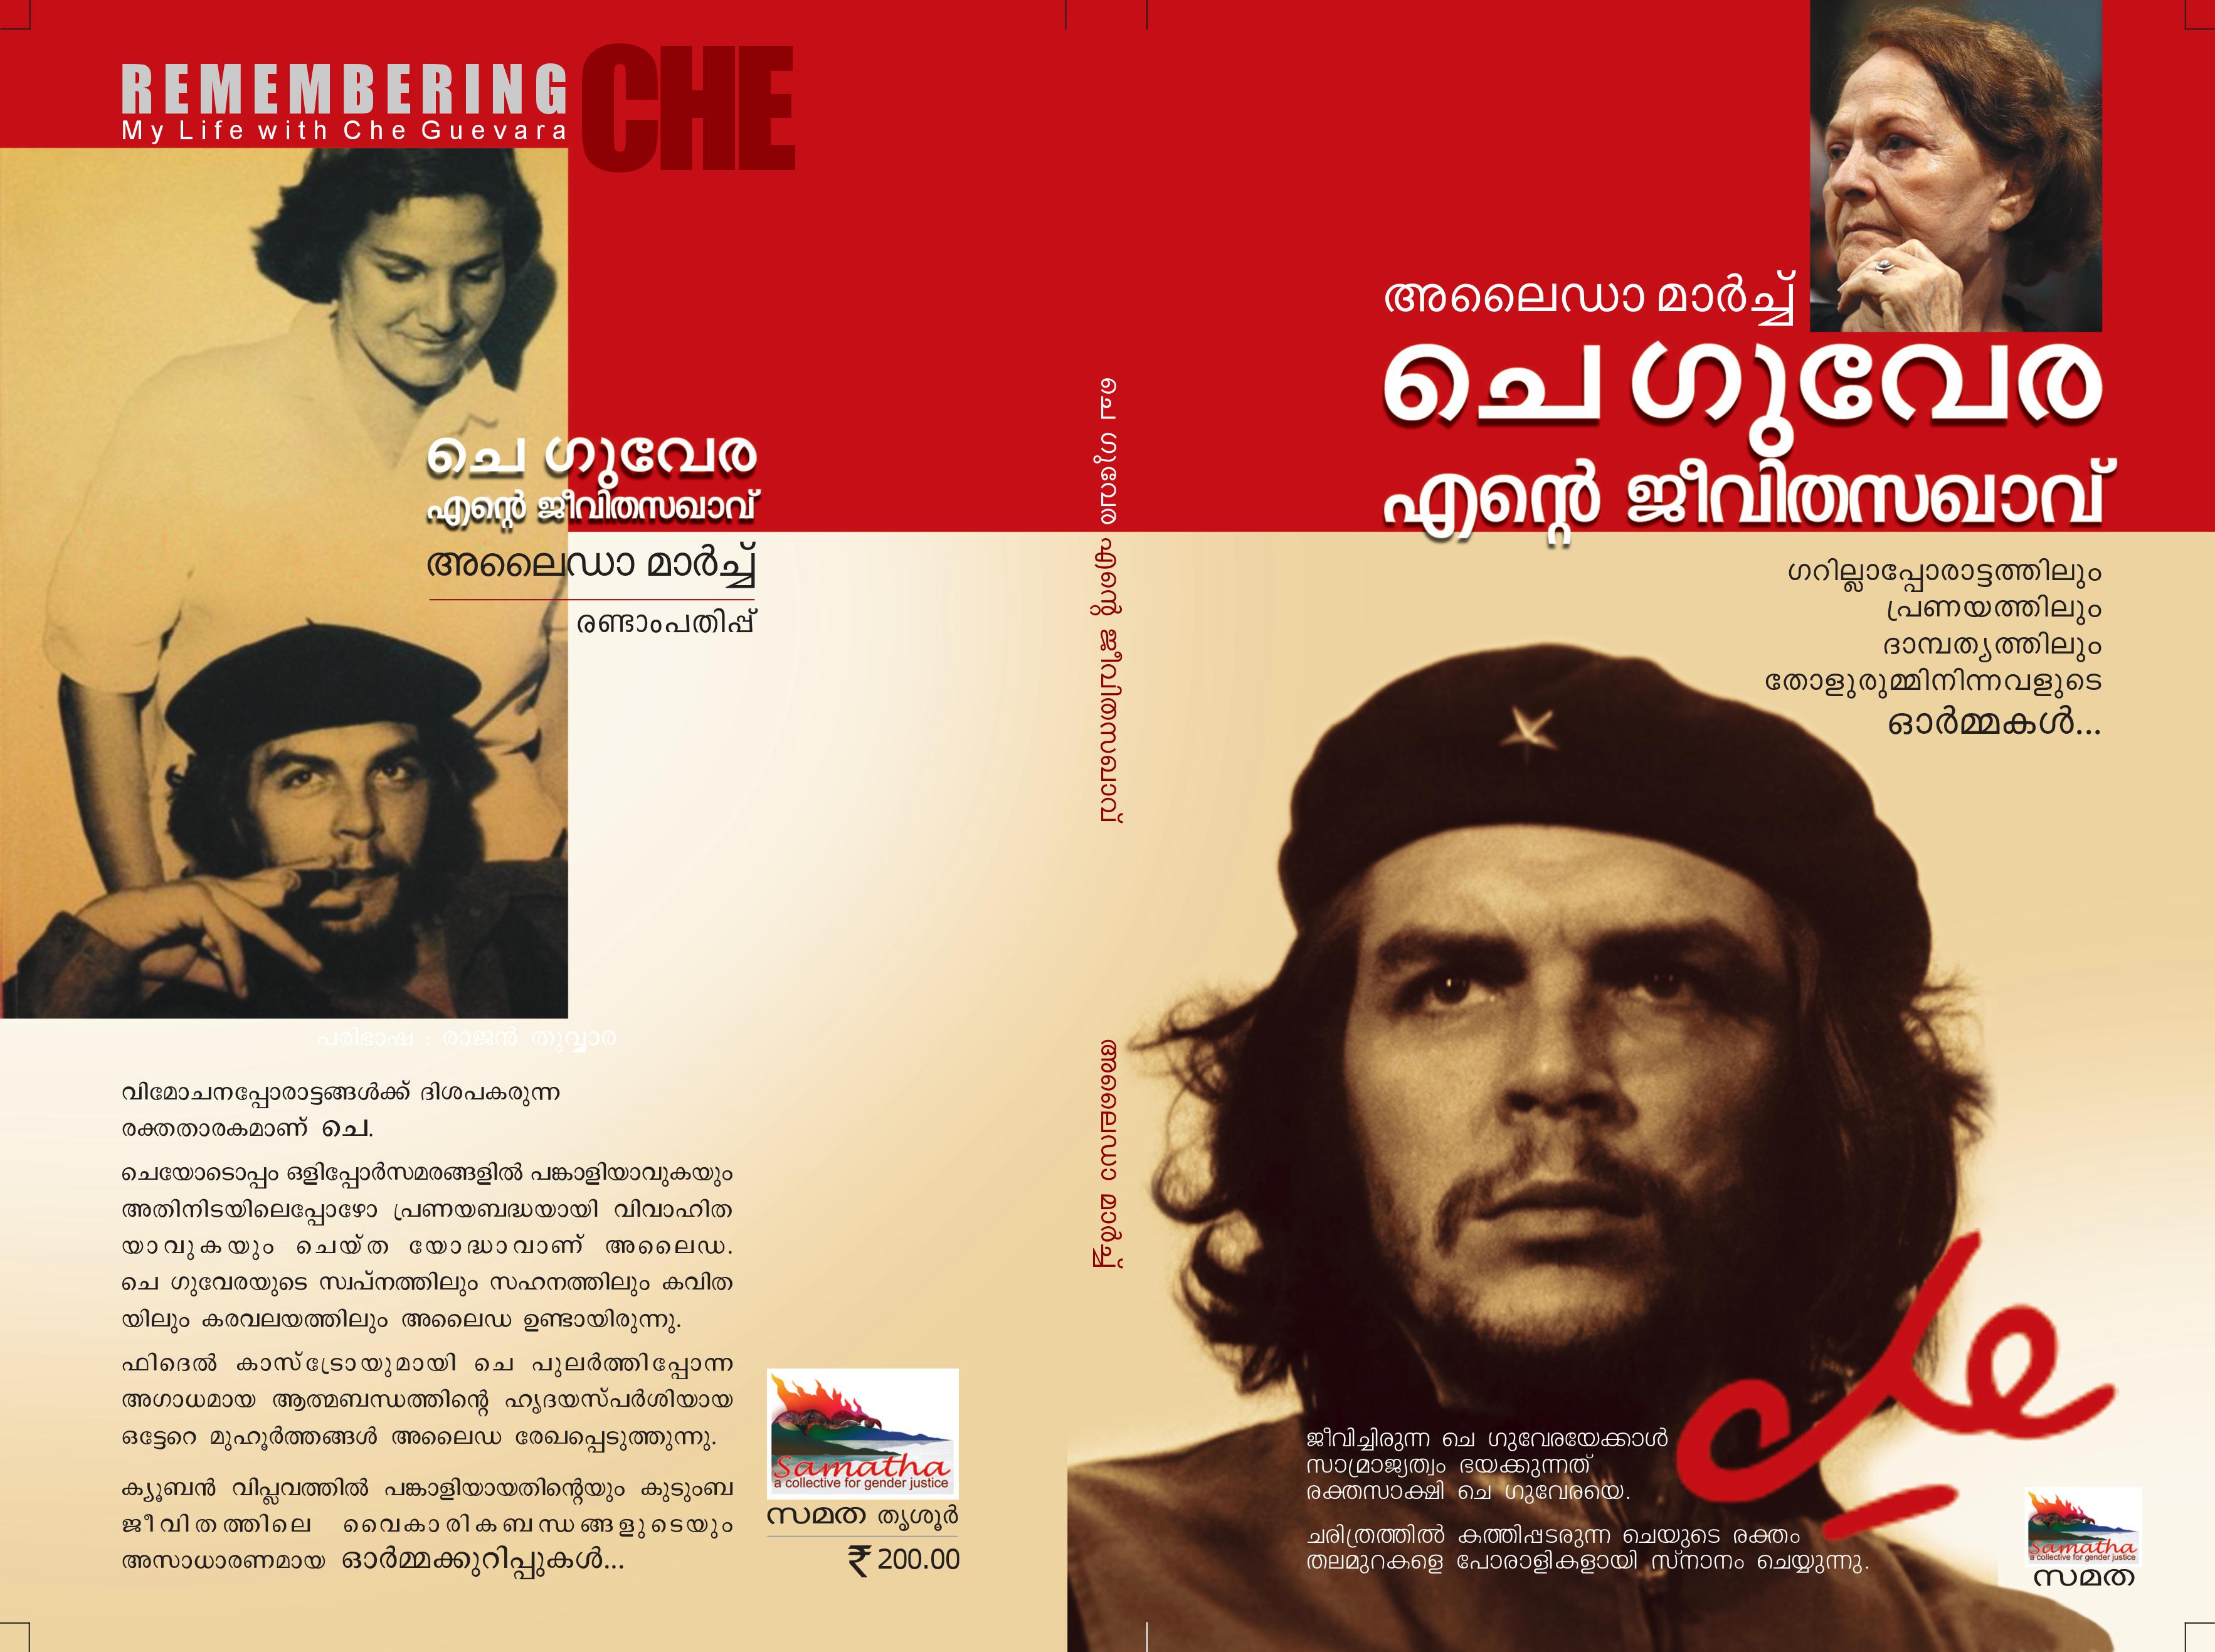 REMEMBERING CHE
My Life with Che Guevara
ചെ ഗുവേര
എന്റെ ജീവിതസഖാവ്
അലൈഡാ മാർച്ച്
രണ്ടാംപതിപ്പ്
പരിഭാഷ : രാജൻ തുവ്വാര
വിമോചനപ്പോരാട്ടങ്ങൾക്ക് ദിശപകരുന്ന
രക്തതാരകമാണ് ചെ.
ചെയോടൊപ്പം ഒളിപ്പോർസമരങ്ങളിൽ പങ്കാളിയാവുകയും
അതിനിടയിലെപ്പോഴോ പ്രണയബദ്ധയായി വിവാഹിത
യാവുകയും ചെയ്ത യോദ്ധാവാണ് അലൈഡ.
ചെ ഗുവേരയുടെ സ്വപ്നത്തിലും സഹനത്തിലും കവിത
യിലും കരവലയത്തിലും അലൈഡ ഉണ്ടായിരുന്നു.
ഫിദെൽ കാസ്ട്രോയുമായി ചെ പുലർത്തിപ്പോന്ന
അഗാധമായ ആത്മബന്ധത്തിന്റെ ഹൃദയസ്പർശിയായ
ഒട്ടേറെ മുഹൂർത്തങ്ങൾ അലൈഡ രേഖപ്പെടുത്തുന്നു.
ക്യൂബൻ വിപ്ലവത്തിൽ പങ്കാളിയായതിന്റെയും കുടുംബ
ജീവിതത്തിലെ വൈകാരികബന്ധങ്ങളുടെയും
അസാധാരണമായ ഓർമ്മക്കുറിപ്പുകൾ...
Samatha
a collective for gender justice
സമത തൃശൂർ
₹ 200.00
ചെ ഗുവേര എന്റെ ജീവിതസഖാവ്
അലൈഡാ മാർച്ച്
അലൈഡാ മാർച്ച്
ചെ ഗുവേര
എന്റെ ജീവിതസഖാവ്
ഗറില്ലാപ്പോരാട്ടത്തിലും
പ്രണയത്തിലും
ദാമ്പത്യത്തിലും
തോളുരുമ്മിനിന്നവളുടെ
ഓർമ്മകൾ...
che
ജീവിച്ചിരുന്ന ചെ ഗുവേരയേക്കാൾ
സാമ്രാജ്യത്വം ഭയക്കുന്നത്
രക്തസാക്ഷി ചെ ഗുവേരയെ.
ചരിത്രത്തിൽ കത്തിപ്പടരുന്ന ചെയുടെ രക്തം
തലമുറകളെ പോരാളികളായി സ്നാനം ചെയ്യുന്നു.
Samatha
a collective for gender justice
സമത